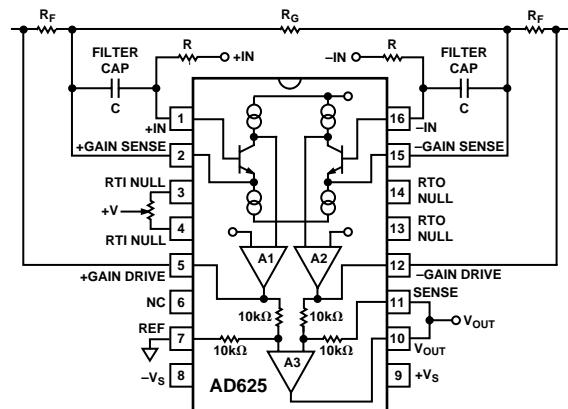 RF RG RF
FILTER CAP
C
R
+IN
–IN
R
FILTER CAP
C
1
+IN
16
–IN
+GAIN SENSE
2
15
–GAIN SENSE
RTI NULL
3
14
RTO NULL
+V
4
RTI NULL
13
RTO NULL
A1
A2
+GAIN DRIVE
5
12
–GAIN DRIVE
NC
6
10kΩ
10kΩ
11
SENSE
REF
7
10kΩ
10kΩ
10
VOUT
VOUT
A3
–VS
8
AD625
9
+VS